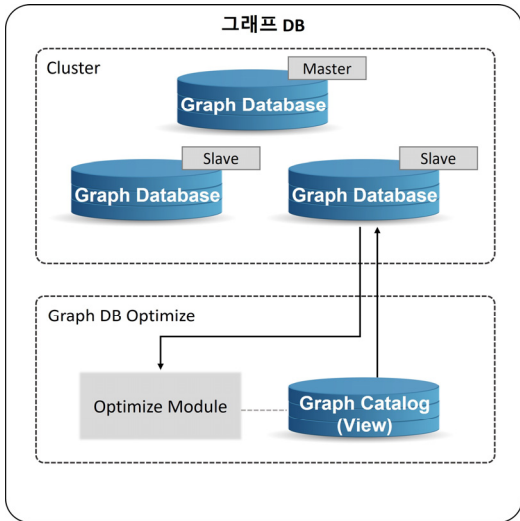 그래프 DB
Cluster
Master
Graph Database
Slave
Graph Database
Slave
Graph Database
Graph DB Optimize
Optimize Module
Graph Catalog
(View)